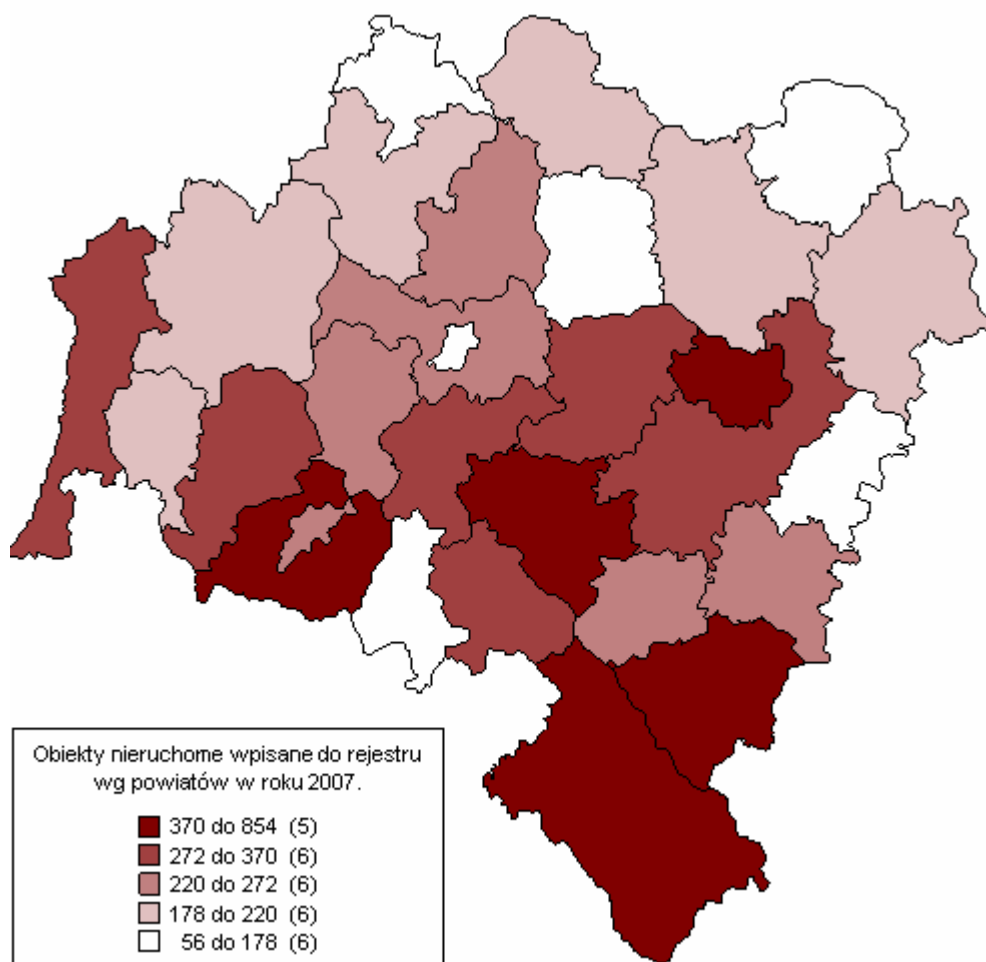 Obiekty nieruchome wpisane do rejestru
wg powiatów w roku 2007.
370 do 854 (5)
272 do 370 (6)
220 do 272 (6)
178 do 220 (6)
56 do 178 (6)